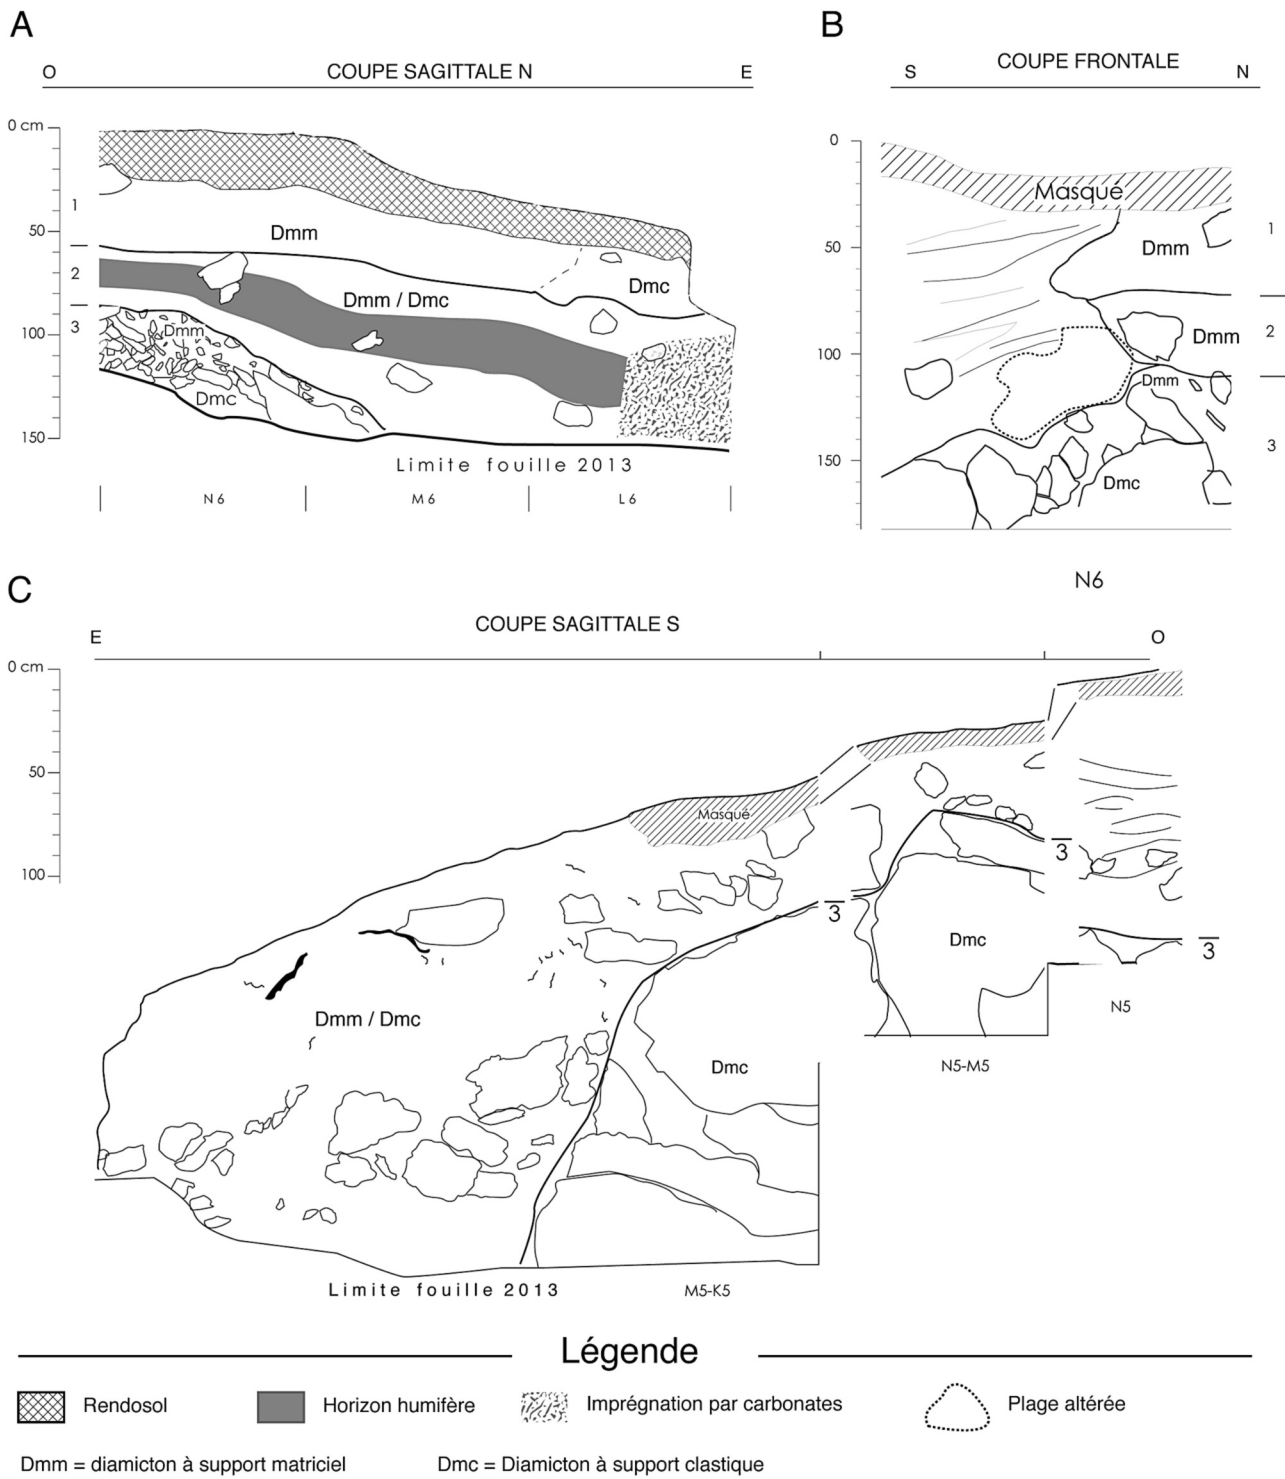 A
COUPE SAGITTALE N
O
E
0 cm
50
100
150
1
2
3
Dmm
Dmm / Dmc
Dmc
Dmm
Dmc
Limite fouille 2013
N 6
M 6
L 6
B
COUPE FRONTALE
S
N
0
50
100
150
Masqué
Dmm
Dmm
Dmm
Dmc
1
2
3
N6
C
COUPE SAGITTALE S
E
O
0 cm
50
100
Masqué
3
3
3
Dmc
N5
Dmm / Dmc
Dmc
N5-M5
Limite fouille 2013
M5-K5
Légende
Rendosol
Horizon humifère
Imprégnation par carbonates
Plage altérée
Dmm = diamicton à support matriciel
Dmc = Diamicton à support clastique